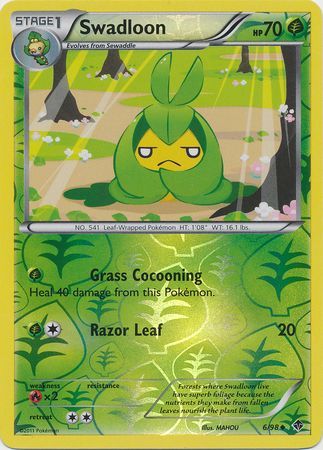 STAGE1
Swadloon
HP 70
Evolves from Sewaddle
NO. 541 Leaf-Wrapped Pokémon HT: 1'08" WT: 16.1 lbs.
Grass Cocooning
Heal 40 damage from this Pokémon.
Razor Leaf 20
weakness resistance
×2
retreat
Forests where Swadloon live
have superb foliage because the
nutrients they make from fallen
leaves nourish the plant life.
©2011 Pokémon
Illus. MAHOU
6/98